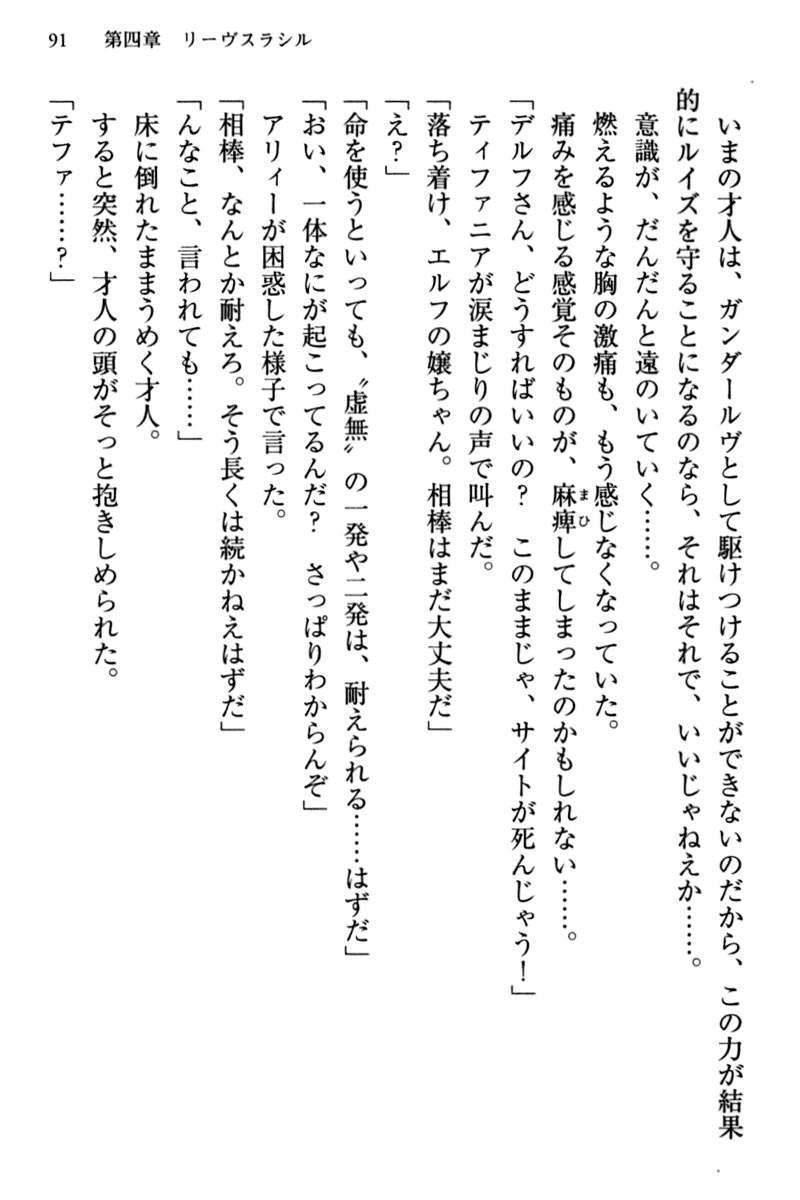 91　第四章　リーヴスラシル
　いまの才人は、ガンダールヴとして駆けつけることができないのだから、この力が結果
的にルイズを守ることになるのなら、それはそれで、いいじゃねえか……。
　意識が、だんだんと遠のいていく……。
　燃えるような胸の激痛も、もう感じなくなっていた。
　痛みを感じる感覚そのものが、麻痺してしまったのかもしれない……。
まひ
「デルフさん、どうすればいいの？　このままじゃ、サイトが死んじゃう！」
　ティファニアが涙まじりの声で叫んだ。
「落ち着け、エルフの嬢ちゃん。相棒はまだ大丈夫だ」
「え？」
「命を使うといっても、〝虚無〟の一発や二発は、耐えられる……はずだ」
「おい、一体なにが起こってるんだ？　さっぱりわからんぞ」
　アリィーが困惑した様子で言った。
「相棒、なんとか耐えろ。そう長くは続かねえはずだ」
「んなこと、言われても……」
　床に倒れたままうめく才人。
　すると突然、才人の頭がそっと抱きしめられた。
「テファ……？」